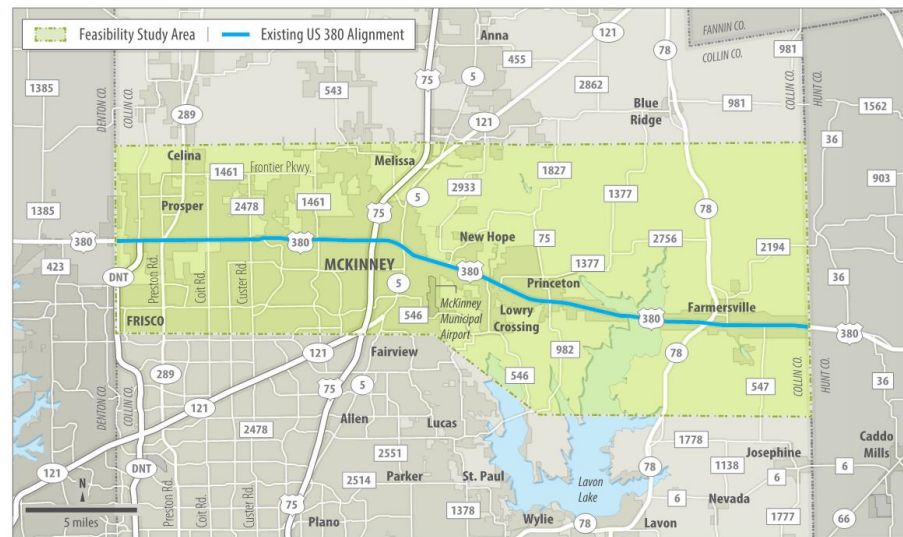 Feasibility Study Area | Existing US 380 Alignment
FANNIN CO.
COLLIN CO.
Anna
121
78
981
75
5
455
1385
543
2862
DENTON CO.
COLLIN CO.
COLLIN CO.
HUNT CO.
289
121
Blue
Ridge
981
1562
36
Celina
Melissa
1461
Frontier Pkwy.
1827
2933
1377
903
Prosper
2478
1461
5
1385
75
78
380
380
New Hope
75
2756
2194
423
MCKINNEY
380
1377
DNT
Preston Rd.
Coit Rd.
Custer Rd.
5
Princeton
36
McKinney
Municipal
Airport
Lowry
Crossing
Farmersville
FRISCO
546
380
380
121
Fairview
982
78
289
75
546
547
COLLIN CO.
HUNT CO.
DENTON CO.
COLLIN CO.
5
36
121
Allen
2478
Lucas
1778
Josephine
Caddo
Mills
121
DNT
2551
78
1138
6
6
N
Preston Rd.
Coit Rd.
Custer Rd.
2514
Parker
St. Paul
Lavon
Lake
6
Nevada
5 miles
75
Plano
1378
Wylie
78
Lavon
1777
66